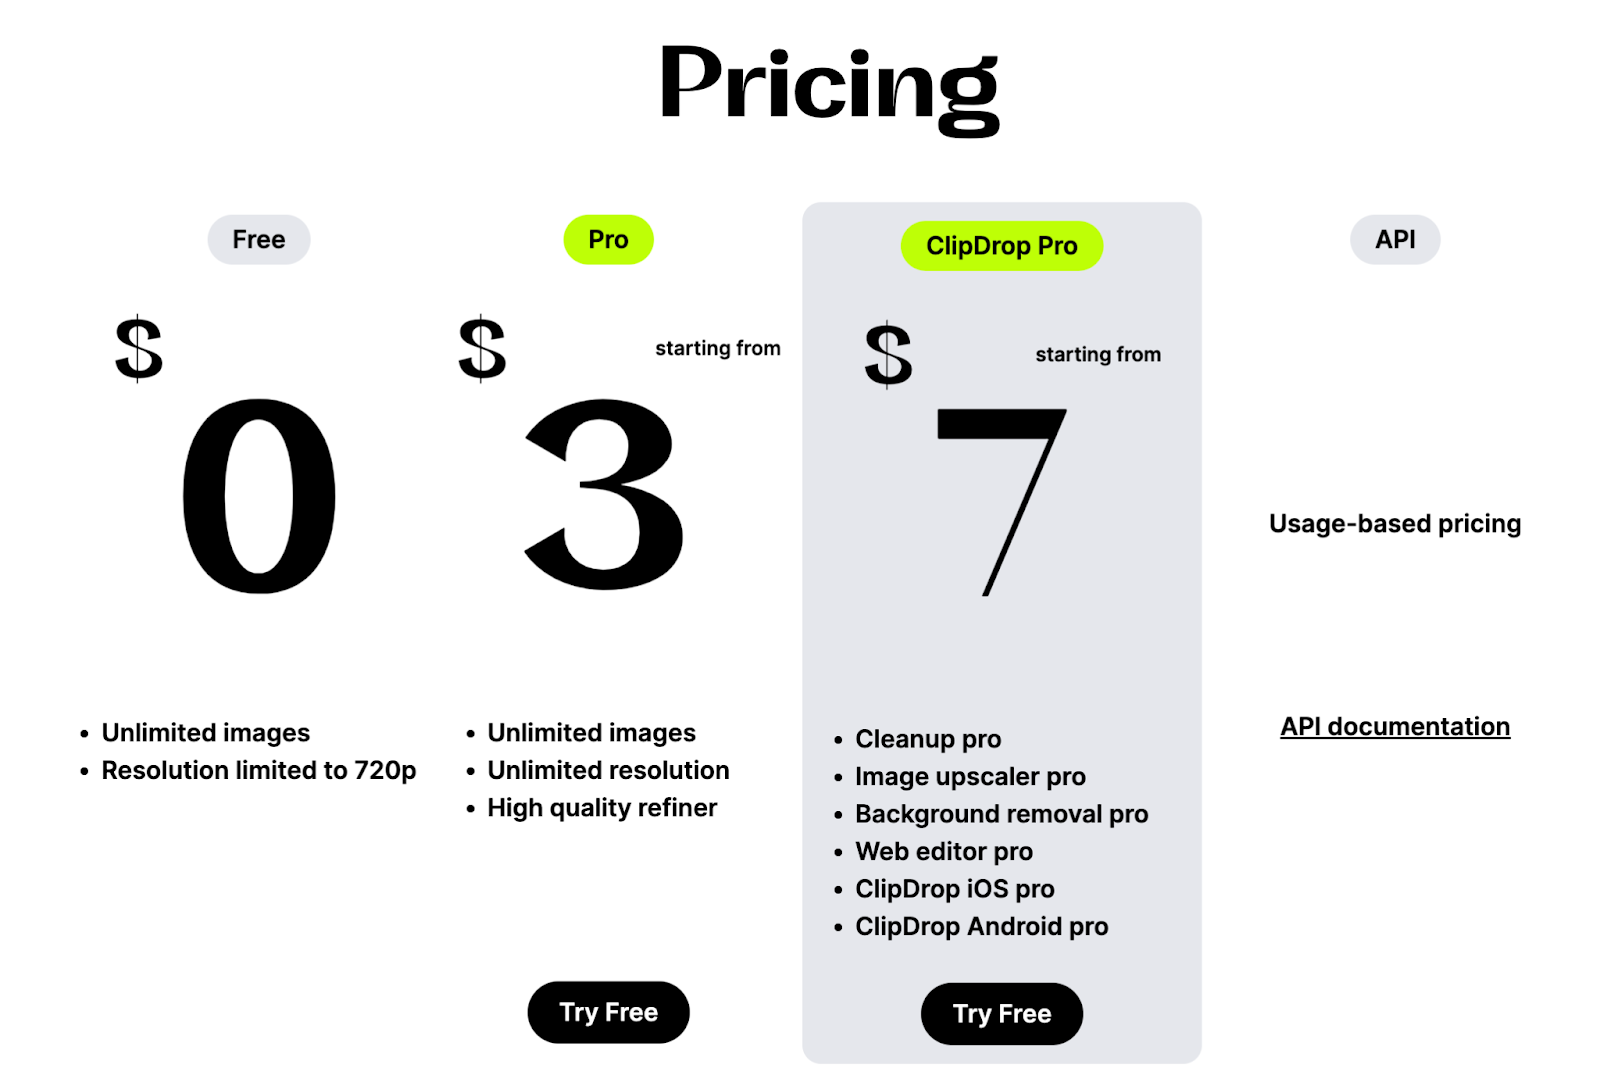 Pricing
Free
$
0
• Unlimited images
• Resolution limited to 720p
Pro
$
starting from
3
• Unlimited images
• Unlimited resolution
• High quality refiner
Try Free
ClipDrop Pro
$
starting from
7
• Cleanup pro
• Image upscaler pro
• Background removal pro
• Web editor pro
• ClipDrop iOS pro
• ClipDrop Android pro
Try Free
API
Usage-based pricing
API documentation